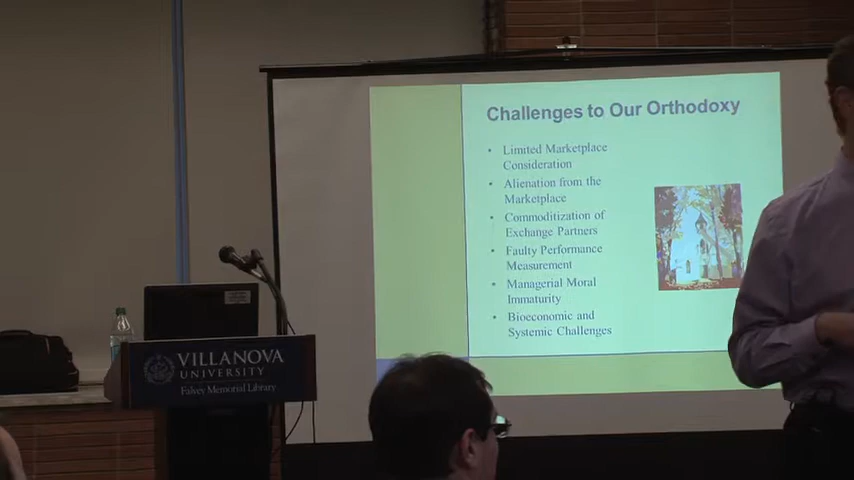 Challenges to Our Orthodoxy
• Limited Marketplace
Consideration
• Alienation from the
Marketplace
• Commoditization of
Exchange Partners
• Faulty Performance
Measurement
• Managerial Moral
Immaturity
• Bioeconomic and
Systemic Challenges
VILLANOVA
UNIVERSITY
Falvey Memorial Library